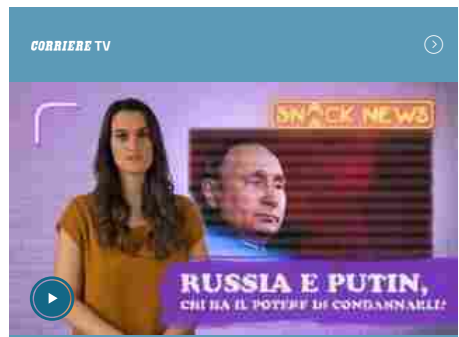 CORRIERE TV
SNACK NEWS
RUSSIA E PUTIN,
CHI HA IL POTERE DI CONDANNARLI?